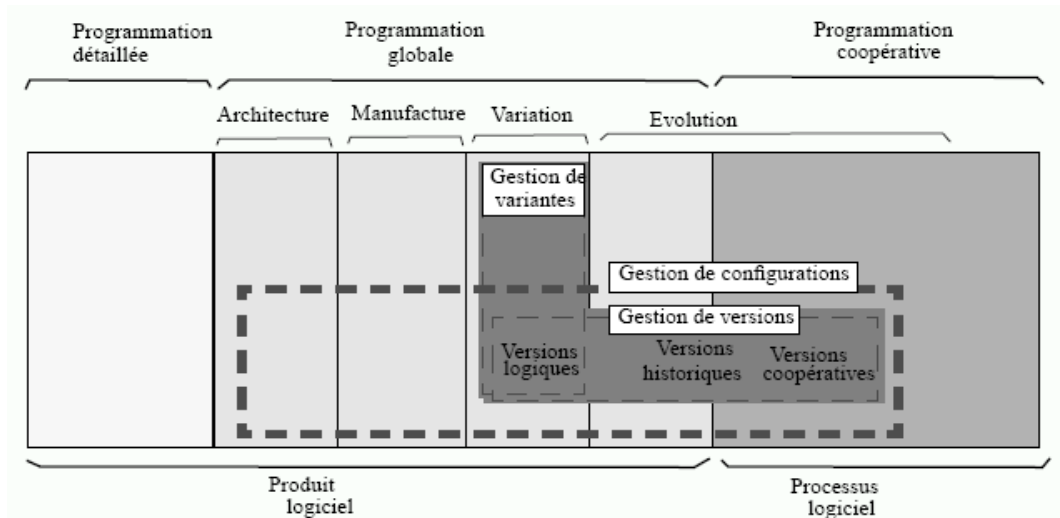 Programmation
détaillée
Programmation
globale
Programmation
coopérative
Architecture
Manufacture
Variation
Evolution
Gestion de
variantes
Gestion de configurations
Gestion de versions
Versions
logiques
Versions
historiques
Versions
coopératives
Produit
logiciel
Processus
logiciel